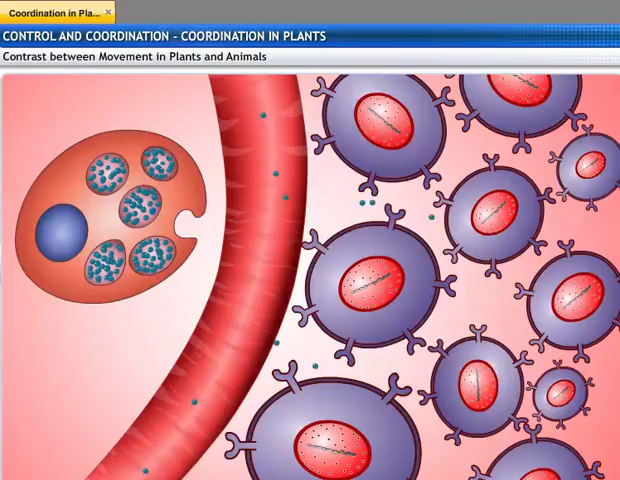 Coordination in Pla...
CONTROL AND COORDINATION - COORDINATION IN PLANTS
Contrast between Movement in Plants and Animals